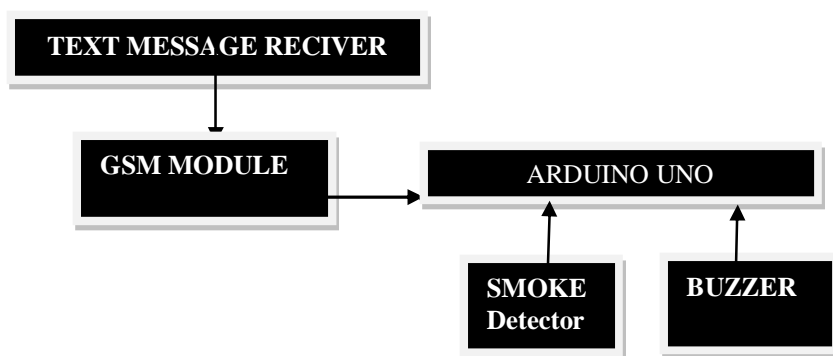 TEXT MESSAGE RECIVER
GSM MODULE
ARDUINO UNO
SMOKE
Detector
BUZZER